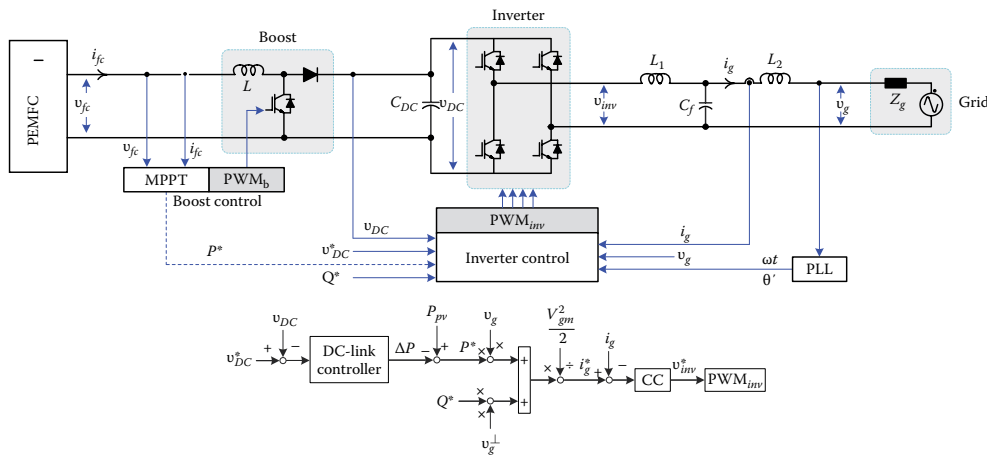 Inverter
Boost
i_fc
L
L₁
i_g
L₂
PEMFC
−
υ_fc
C_DC
υ_DC
υ_inv
C_f
υ_g
Z_g
Grid
υ_fc
i_fc
MPPT
PWM_b
Boost control
PWM_inv
υ_DC
i_g
P*
υ*_DC
Inverter control
υ_g
Q*
ωt
θ′
PLL
υ_DC
P_pv
υ_g
V²_gm
2
i_g
+
−
υ*_DC
DC-link
controller
ΔP
−
+
P*
×
×
+
×
÷
i*_g
+
−
CC
υ*_inv
PWM_inv
Q*
×
×
+
υ_g^⊥